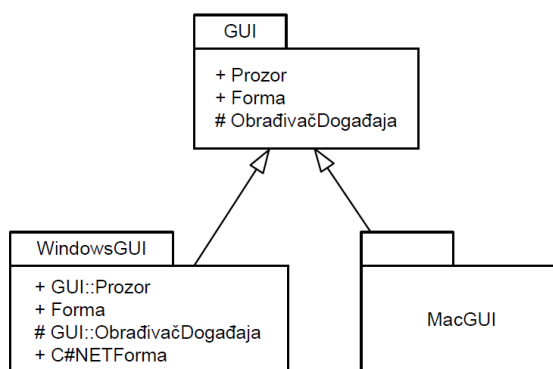 GUI
+ Prozor
+ Forma
# ObrađivačDogađaja
WindowsGUI
+ GUI::Prozor
+ Forma
# GUI::ObrađivačDogađaja
+ C#NETForma
MacGUI